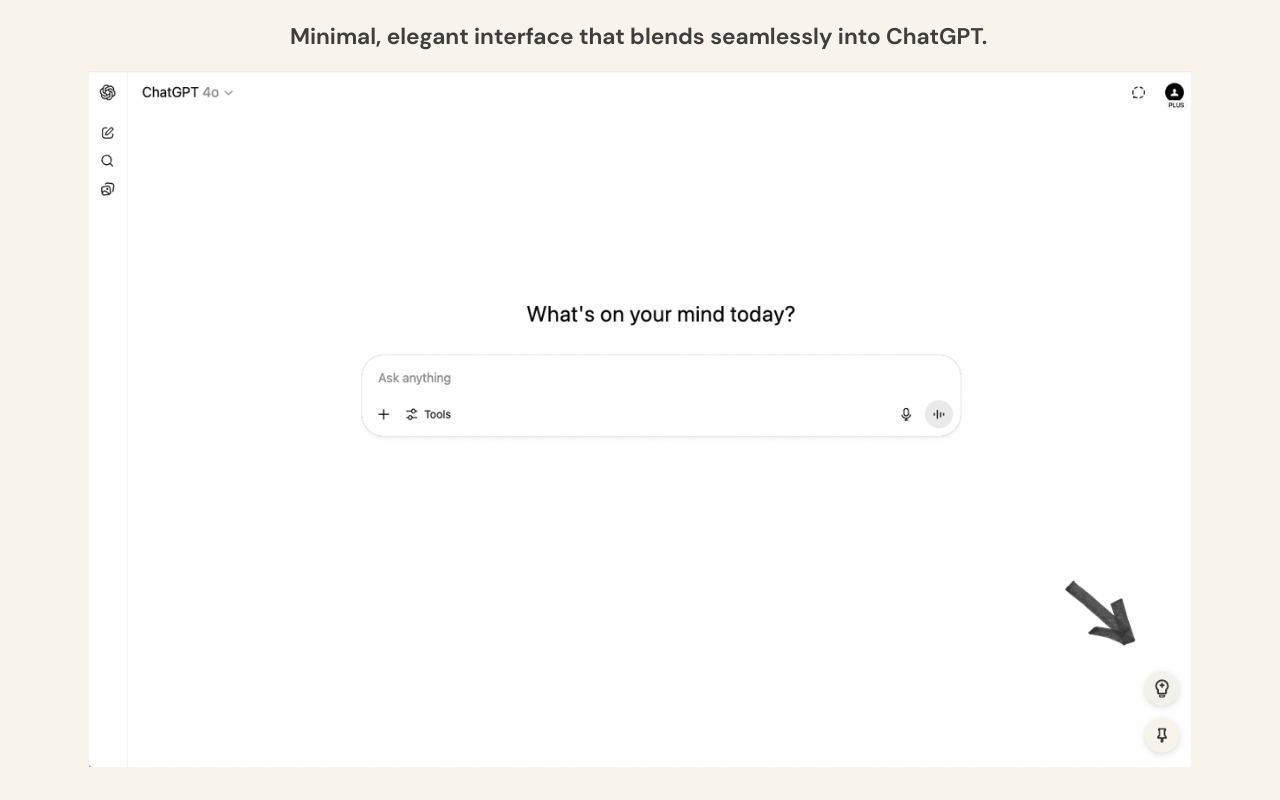 Minimal, elegant interface that blends seamlessly into ChatGPT.
ChatGPT 4o
PLUS
What's on your mind today?
Ask anything
Tools